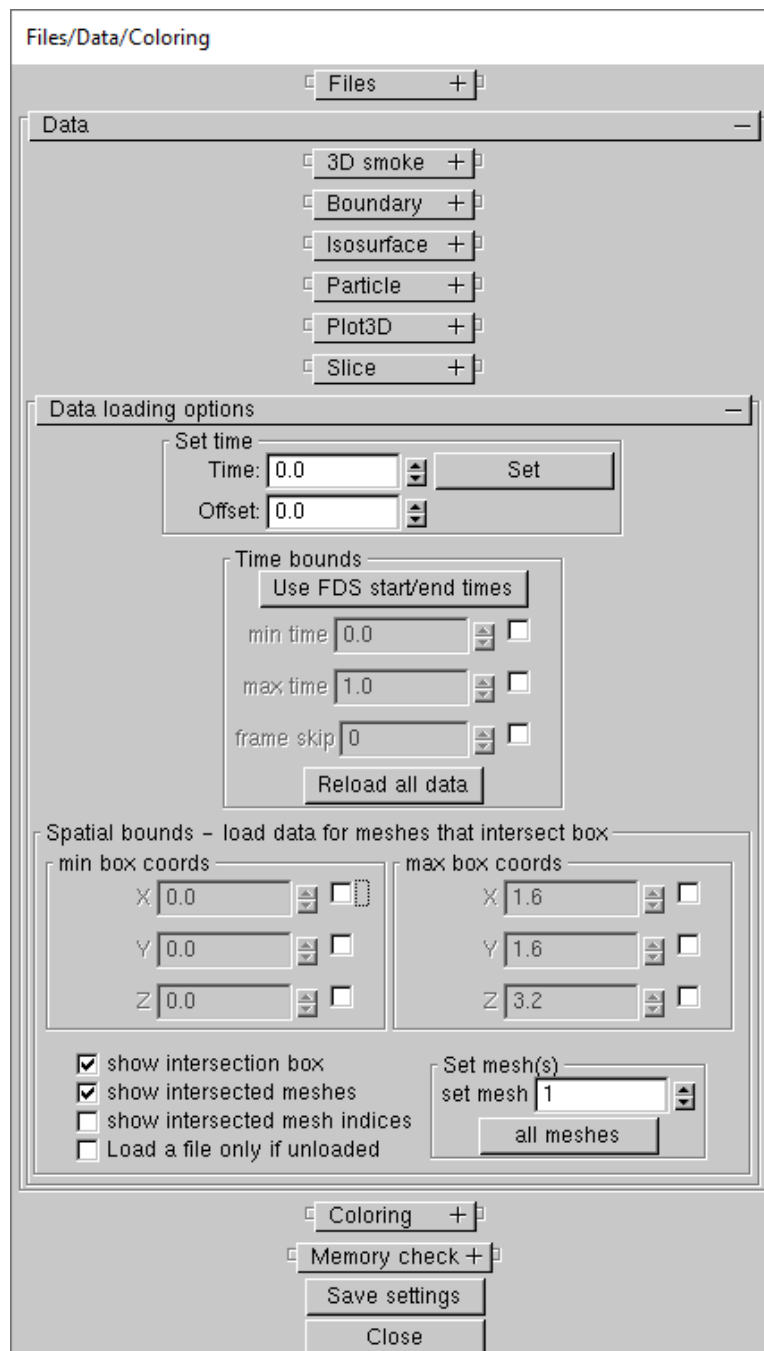 Files/Data/Coloring
Files +
Data −
3D smoke +
Boundary +
Isosurface +
Particle +
Plot3D +
Slice +
Data loading options −
Set time
Time: 0.0 Set
Offset: 0.0
Time bounds
Use FDS start/end times
min time 0.0
max time 1.0
frame skip 0
Reload all data
Spatial bounds - load data for meshes that intersect box
min box coords max box coords
X 0.0 X 1.6
Y 0.0 Y 1.6
Z 0.0 Z 3.2
show intersection box Set mesh(s)
show intersected meshes set mesh 1
show intersected mesh indices all meshes
Load a file only if unloaded
Coloring +
Memory check +
Save settings
Close